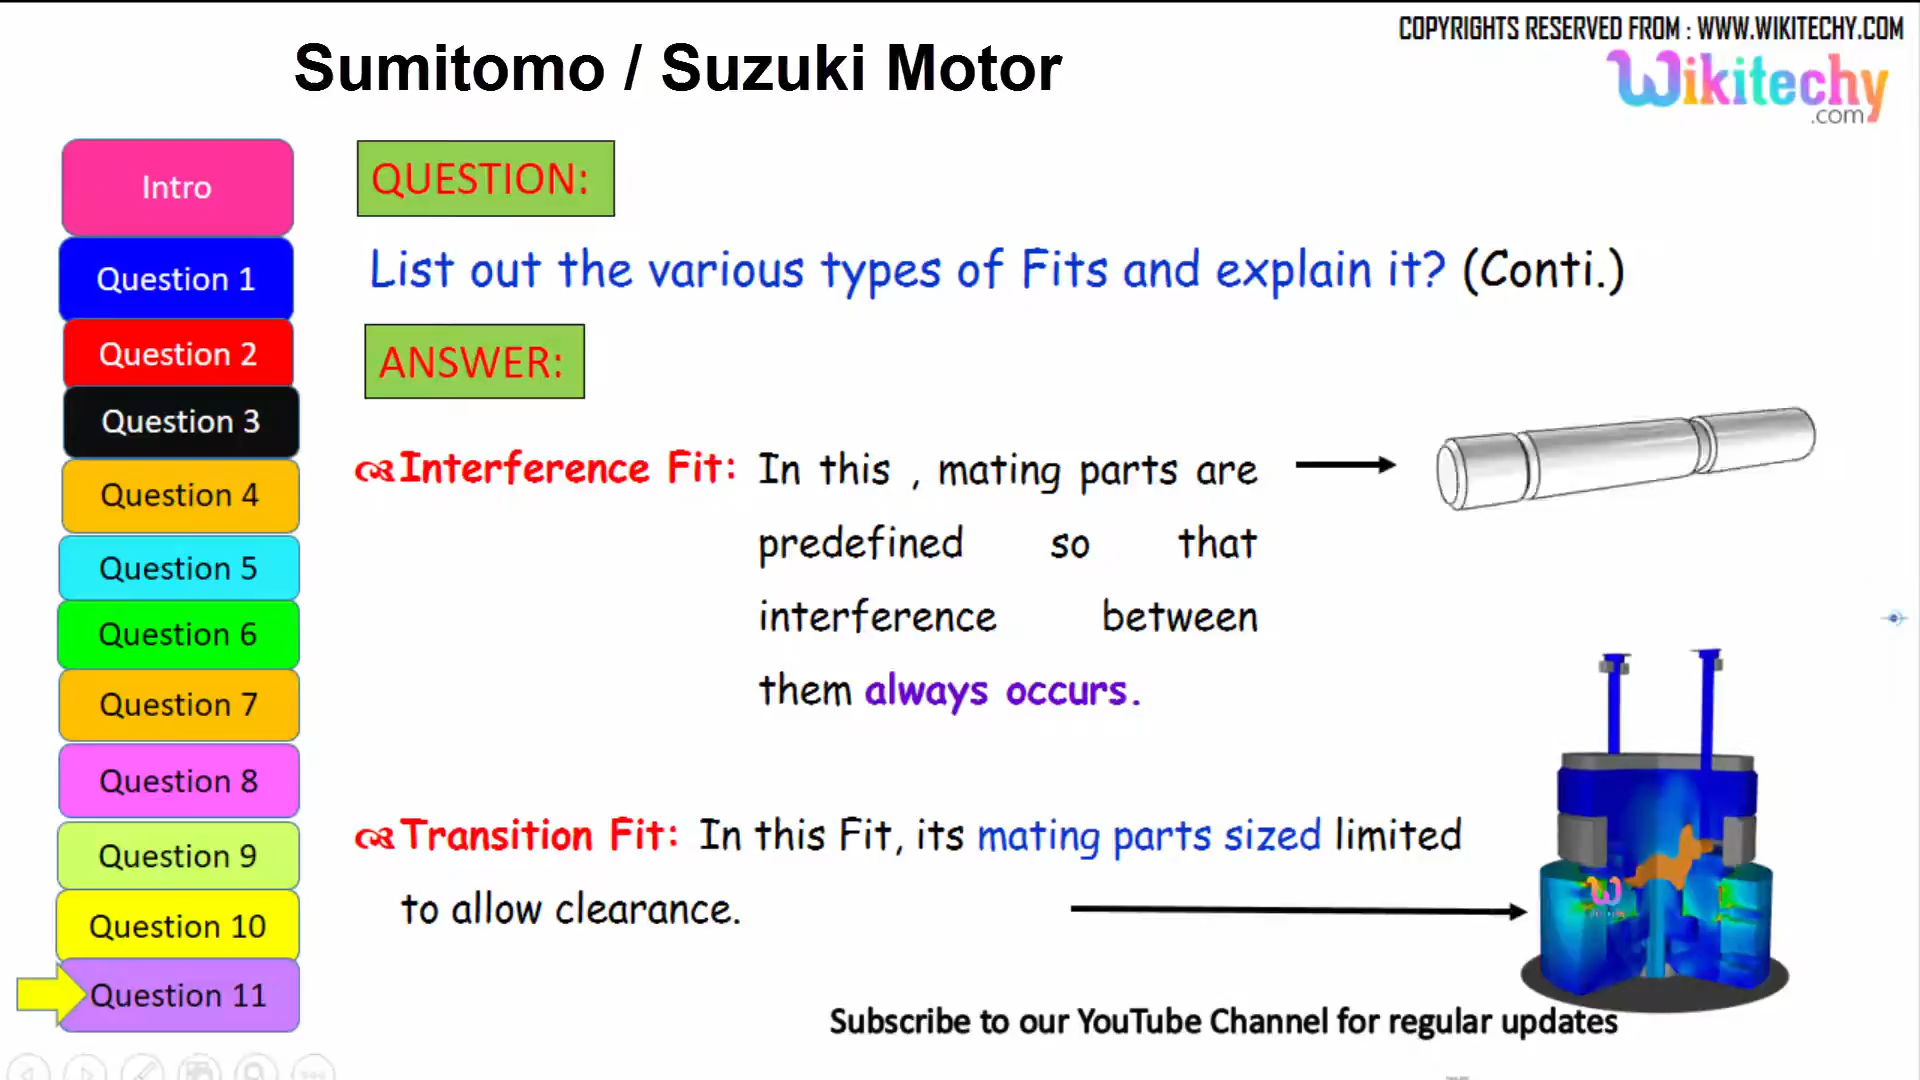 COPYRIGHTS RESERVED FROM : WWW.WIKITECHY.COM
Sumitomo / Suzuki Motor
Wikitechy
.com
Intro
Question 1
Question 2
Question 3
Question 4
Question 5
Question 6
Question 7
Question 8
Question 9
Question 10
Question 11
QUESTION:
List out the various types of Fits and explain it? (Conti.)
ANSWER:
Interference Fit: In this , mating parts are
predefined so that
interference between
them always occurs.
Transition Fit: In this Fit, its mating parts sized limited
to allow clearance.
Subscribe to our YouTube Channel for regular updates